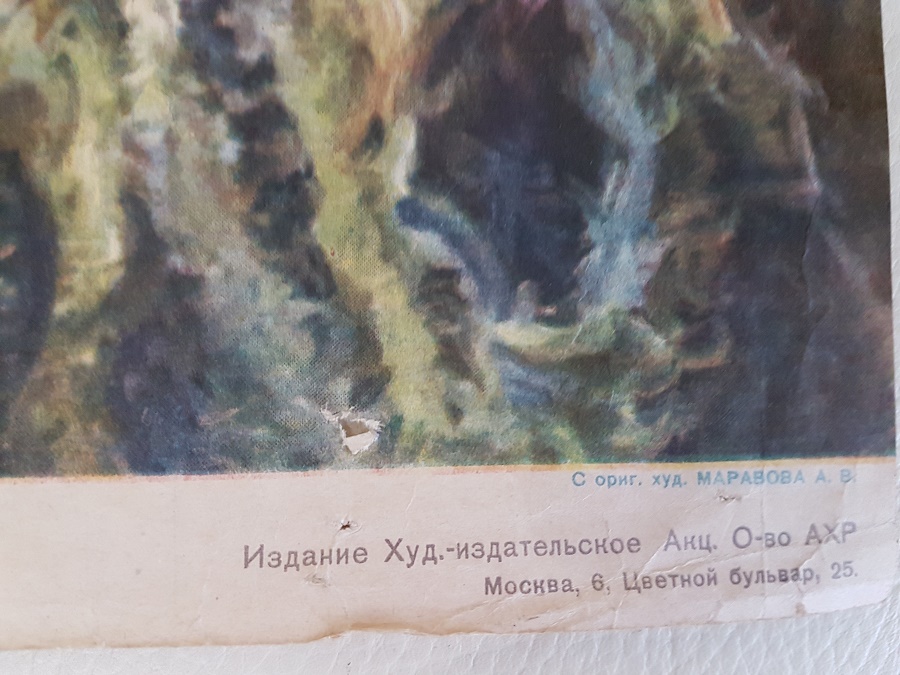 С ориг. худ. МАРАВОВА А. В.
Издание Худ.-издательское Акц. О-во АХР
Москва, 6, Цветной бульвар, 25.